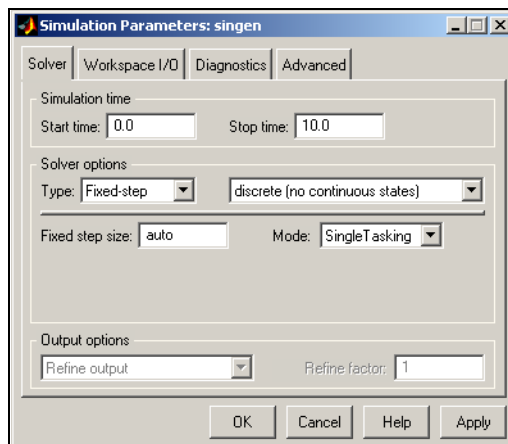 Simulation Parameters: singen
Solver Workspace I/O Diagnostics Advanced
Simulation time
Start time: 0.0 Stop time: 10.0
Solver options
Type: Fixed-step discrete (no continuous states)
Fixed step size: auto Mode: SingleTasking
Output options
Refine output Refine factor: 1
OK Cancel Help Apply